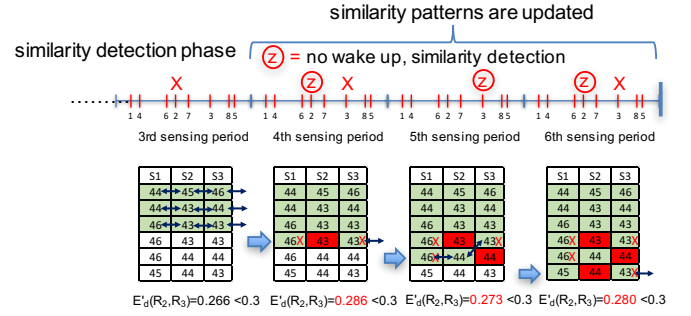 similarity patterns are updated
similarity detection phase
ⓩ = no wake up, similarity detection
X ⓩ X ⓩ ⓩ X
1 4 6 2 7 3 8 5 1 4 6 2 7 3 8 5 1 4 6 2 7 3 8 5 1 4 6 2 7 3 8 5
3rd sensing period 4th sensing period 5th sensing period 6th sensing period
S1 S2 S3 S1 S2 S3 S1 S2 S3 S1 S2 S3
44 45 46 44 45 46 44 45 46 44 45 46
44 43 44 44 43 44 44 43 44 44 43 44
46 43 43 44 43 43 44 43 43 44 43 43
46 43 43 46X 43 43X 46X 43 43X 46X 43 43X
46 44 44 46 44 44 46X 44 44 46X 44 44
45 44 43 45 44 43 45 44 43 45 44 43X
E'd(R2,R3)=0.266 <0.3 E'd(R2,R3)=0.286 <0.3 E'd(R2,R3)=0.273 <0.3 E'd(R2,R3)=0.280 <0.3